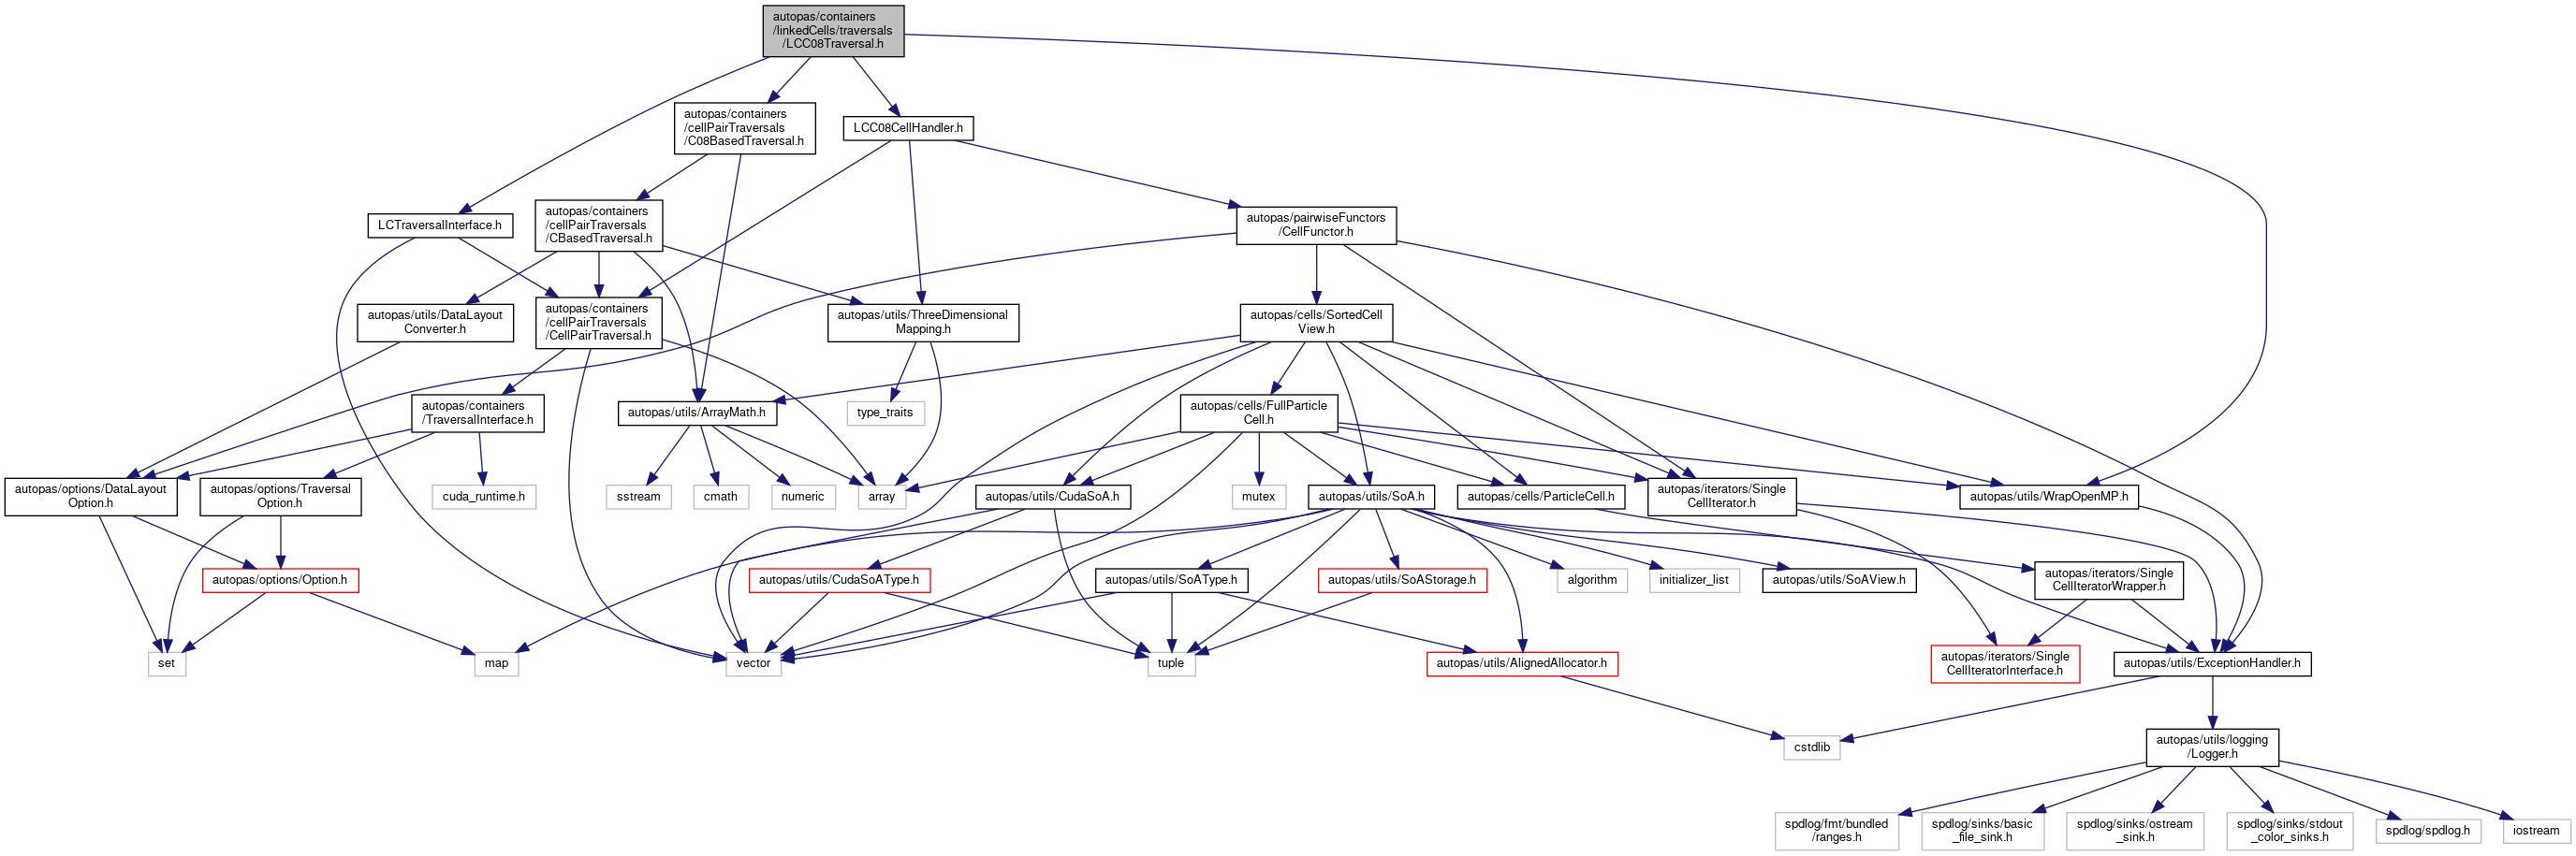 autopas/containers
/linkedCells/traversals
/LCC08Traversal.h
autopas/containers
/cellPairTraversals
/C08BasedTraversal.h
LCC08CellHandler.h
LCTraversalInterface.h
autopas/containers
/cellPairTraversals
/CBasedTraversal.h
autopas/pairwiseFunctors
/CellFunctor.h
autopas/utils/DataLayout
Converter.h
autopas/containers
/cellPairTraversals
/CellPairTraversal.h
autopas/utils/ThreeDimensional
Mapping.h
autopas/cells/SortedCell
View.h
autopas/containers
/TraversalInterface.h
autopas/utils/ArrayMath.h
type_traits
autopas/cells/FullParticle
Cell.h
autopas/options/DataLayout
Option.h
autopas/options/Traversal
Option.h
cuda_runtime.h
sstream
cmath
numeric
array
autopas/utils/CudaSoA.h
mutex
autopas/utils/SoA.h
autopas/cells/ParticleCell.h
autopas/iterators/Single
CellIterator.h
autopas/utils/WrapOpenMP.h
autopas/options/Option.h
autopas/utils/CudaSoAType.h
autopas/utils/SoAType.h
autopas/utils/SoAStorage.h
algorithm
initializer_list
autopas/utils/SoAView.h
autopas/iterators/Single
CellIteratorWrapper.h
set
map
vector
tuple
autopas/utils/AlignedAllocator.h
autopas/iterators/Single
CellIteratorInterface.h
autopas/utils/ExceptionHandler.h
cstdlib
autopas/utils/logging
/Logger.h
spdlog/fmt/bundled
/ranges.h
spdlog/sinks/basic
_file_sink.h
spdlog/sinks/ostream
_sink.h
spdlog/sinks/stdout
_color_sinks.h
spdlog/spdlog.h
iostream